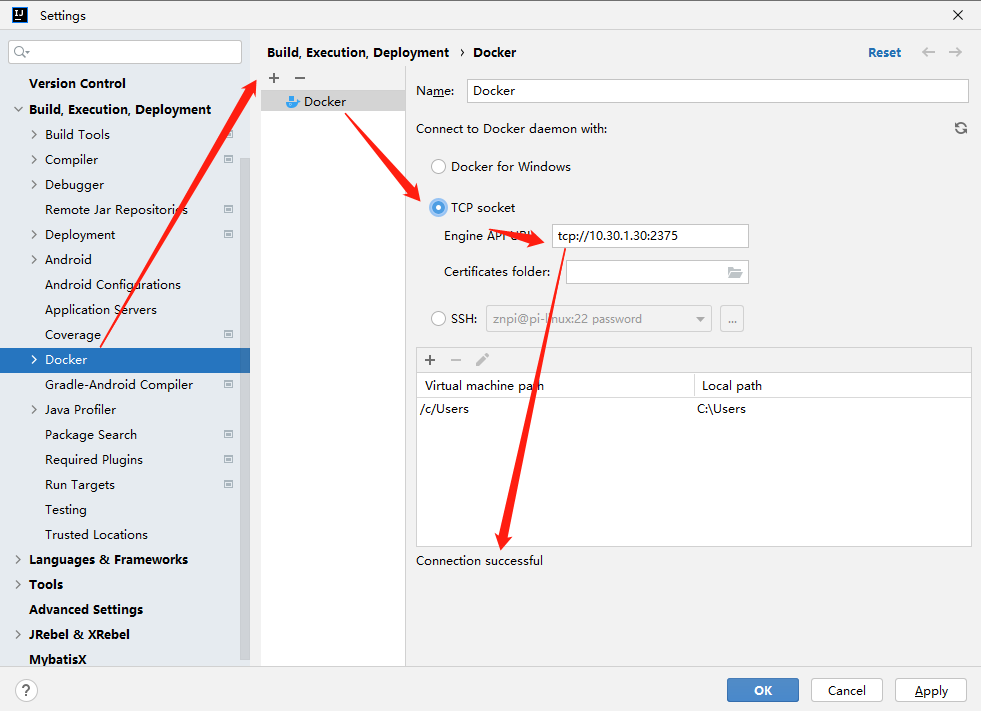 Settings
Version Control
Build, Execution, Deployment
Build Tools
Compiler
Debugger
Remote Jar Repositories
Deployment
Android
Android Configurations
Application Servers
Coverage
Docker
Gradle-Android Compiler
Java Profiler
Package Search
Required Plugins
Run Targets
Testing
Trusted Locations
Languages & Frameworks
Tools
Advanced Settings
JRebel & XRebel
MybatisX
Build, Execution, Deployment › Docker
Reset
Docker
Name: Docker
Connect to Docker daemon with:
Docker for Windows
TCP socket
Engine API URL: tcp://10.30.1.30:2375
Certificates folder:
SSH: znpi@pi-linux:22 password ...
Virtual machine path Local path
/c/Users C:\Users
Connection successful
? OK Cancel Apply